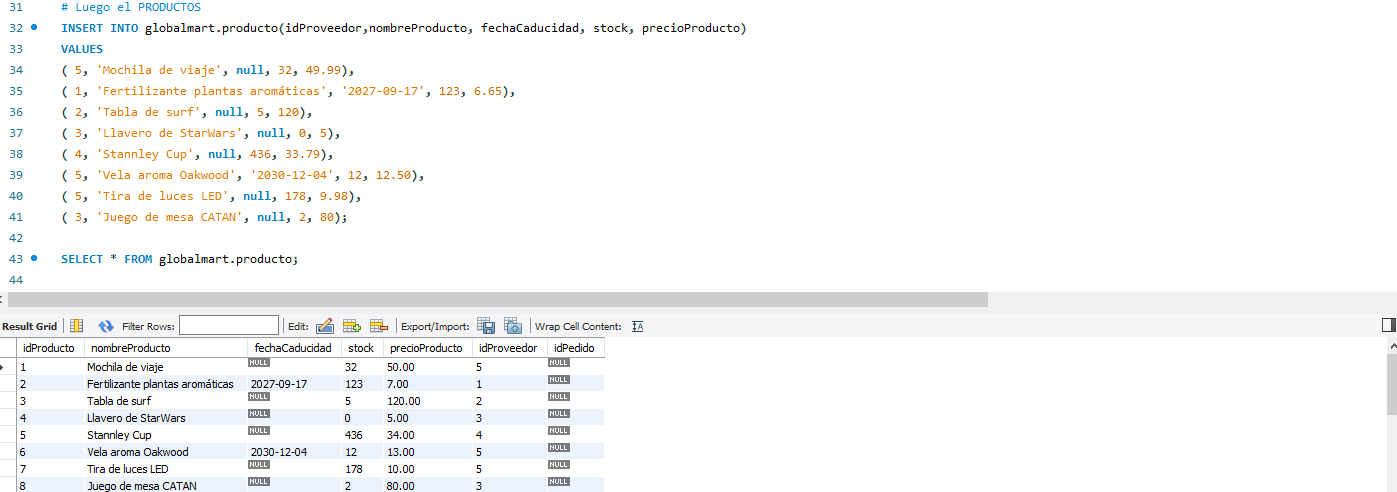 31 # Luego el PRODUCTOS
32 INSERT INTO globalmart.producto(idProveedor,nombreProducto, fechaCaducidad, stock, precioProducto)
33 VALUES
34 ( 5, 'Mochila de viaje', null, 32, 49.99),
35 ( 1, 'Fertilizante plantas aromáticas', '2027-09-17', 123, 6.65),
36 ( 2, 'Tabla de surf', null, 5, 120),
37 ( 3, 'Llavero de StarWars', null, 0, 5),
38 ( 4, 'Stannley Cup', null, 436, 33.79),
39 ( 5, 'Vela aroma Oakwood', '2030-12-04', 12, 12.50),
40 ( 5, 'Tira de luces LED', null, 178, 9.98),
41 ( 3, 'Juego de mesa CATAN', null, 2, 80);
42
43 SELECT * FROM globalmart.producto;
44
Result Grid Filter Rows: Edit: Export/Import: Wrap Cell Content: IA
idProducto nombreProducto fechaCaducidad stock precioProducto idProveedor idPedido
1 Mochila de viaje NULL 32 50.00 5 NULL
2 Fertilizante plantas aromáticas 2027-09-17 123 7.00 1 NULL
3 Tabla de surf NULL 5 120.00 2 NULL
4 Llavero de StarWars NULL 0 5.00 3 NULL
5 Stannley Cup NULL 436 34.00 4 NULL
6 Vela aroma Oakwood 2030-12-04 12 13.00 5 NULL
7 Tira de luces LED NULL 178 10.00 5 NULL
8 Juego de mesa CATAN NULL 2 80.00 3 NULL